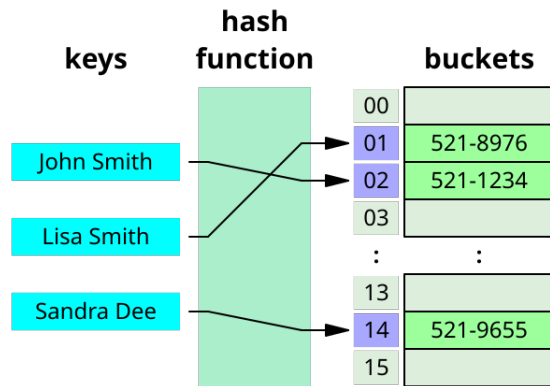 keys
hash
function
buckets
John Smith
Lisa Smith
Sandra Dee
00
01 521-8976
02 521-1234
03
: :
13
14 521-9655
15